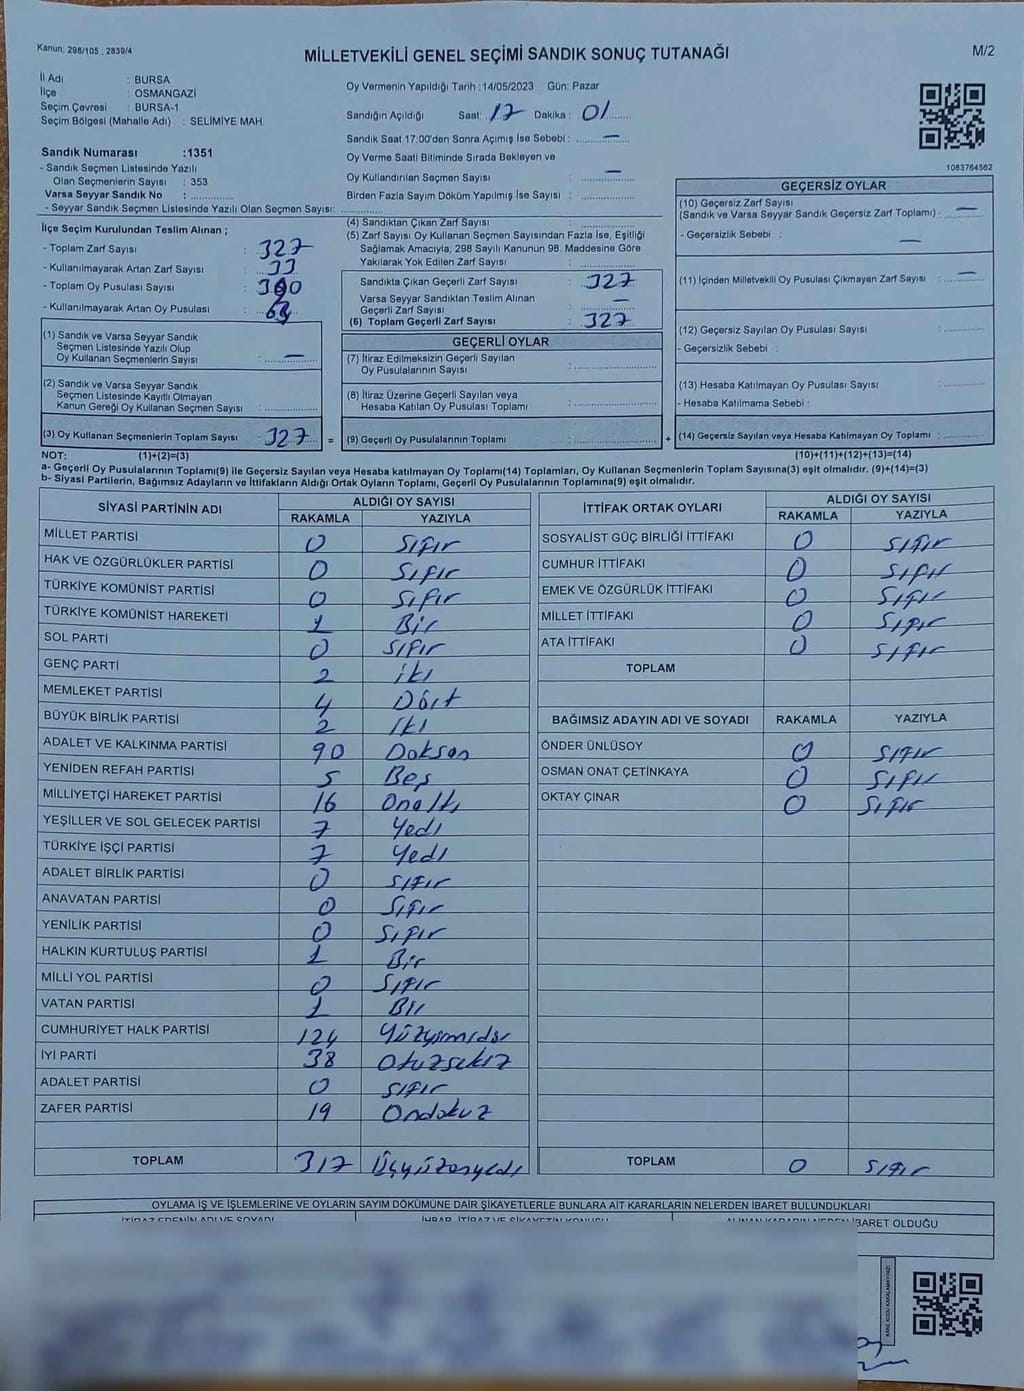 Kanun: 298/105 , 2839/4
MİLLETVEKİLİ GENEL SEÇİMİ SANDIK SONUÇ TUTANAĞI
M/2
İl Adı : BURSA
İlçe : OSMANGAZİ
Seçim Çevresi : BURSA-1
Seçim Bölgesi (Mahalle Adı) : SELİMİYE MAH.
Sandık Numarası :1351
- Sandık Seçmen Listesinde Yazılı
Olan Seçmenlerin Sayısı : 353
Varsa Seyyar Sandık No :
- Seyyar Sandık Seçmen Listesinde Yazılı Olan Seçmen Sayısı:
Oy Vermenin Yapıldığı Tarih :14/05/2023 Gün: Pazar
Sandığın Açıldığı Saat: 17 Dakika : 01
Sandık Saat 17:00'den Sonra Açımış İse Sebebi : —
Oy Verme Saati Bitiminde Sırada Bekleyen ve
Oy Kullandırılan Seçmen Sayısı : —
Birden Fazla Sayım Döküm Yapılmış İse Sayısı :
1083764562
İlçe Seçim Kurulundan Teslim Alınan ;
- Toplam Zarf Sayısı : 327
- Kullanılmayarak Artan Zarf Sayısı : 33
- Toplam Oy Pusulası Sayısı :
- Kullanılmayarak Artan Oy Pusulası :
(1) Sandık ve Varsa Seyyar Sandık
Seçmen Listesinde Yazılı Olup
Oy Kullanan Seçmenlerin Sayısı : —
(2) Sandık ve Varsa Seyyar Sandık
Seçmen Listesinde Kayıtlı Olmayan
Kanun Gereği Oy Kullanan Seçmen Sayısı :
(3) Oy Kullanan Seçmenlerin Toplam Sayısı : 327
(4) Sandıktan Çıkan Zarf Sayısı :
(5) Zarf Sayısı Oy Kullanan Seçmen Sayısından Fazla İse, Eşitliği
Sağlamak Amacıyla, 298 Sayılı Kanunun 98. Maddesine Göre
Yakılarak Yok Edilen Zarf Sayısı :
Sandıkta Çıkan Geçerli Zarf Sayısı : 327
Varsa Seyyar Sandıktan Teslim Alınan
Geçerli Zarf Sayısı : —
(6) Toplam Geçerli Zarf Sayısı : 327
GEÇERLİ OYLAR
(7) İtiraz Edilmeksizin Geçerli Sayılan
Oy Pusulalarının Sayısı :
(8) İtiraz Üzerine Geçerli Sayılan veya
Hesaba Katılan Oy Pusulası Toplamı :
= (9) Geçerli Oy Pusulalarının Toplamı :
GEÇERSİZ OYLAR
(10) Geçersiz Zarf Sayısı
(Sandık ve Varsa Seyyar Sandık Geçersiz Zarf Toplamı) : —
- Geçersizlik Sebebi : —
(11) İçinden Milletvekili Oy Pusulası Çıkmayan Zarf Sayısı : —
(12) Geçersiz Sayılan Oy Pusulası Sayısı :
- Geçersizlik Sebebi :
(13) Hesaba Katılmayan Oy Pusulası Sayısı :
- Hesaba Katılmama Sebebi :
+ (14) Geçersiz Sayılan veya Hesaba Katılmayan Oy Toplamı :
NOT: (1)+(2)=(3) (10)+(11)+(12)+(13)=(14)
a- Geçerli Oy Pusulalarının Toplamı(9) ile Geçersiz Sayılan veya Hesaba katılmayan Oy Toplamı(14) Toplamları, Oy Kullanan Seçmenlerin Toplam Sayısına(3) eşit olmalıdır. (9)+(14)=(3)
b- Siyasi Partilerin, Bağımsız Adayların ve İttifakların Aldığı Ortak Oyların Toplamı, Geçerli Oy Pusulalarının Toplamına(9) eşit olmalıdır.
SİYASİ PARTİNİN ADI ALDIĞI OY SAYISI
RAKAMLA YAZIYLA
MİLLET PARTİSİ 0 Sıfır
HAK VE ÖZGÜRLÜKLER PARTİSİ 0 Sıfır
TÜRKİYE KOMÜNİST PARTİSİ 0 Sıfır
TÜRKİYE KOMÜNİST HAREKETİ 1 Bir
SOL PARTİ 0 Sıfır
GENÇ PARTİ 2 iki
MEMLEKET PARTİSİ 4 Dört
BÜYÜK BİRLİK PARTİSİ 2 İki
ADALET VE KALKINMA PARTİSİ 90 Doksan
YENİDEN REFAH PARTİSİ 5 Beş
MİLLİYETÇİ HAREKET PARTİSİ 16 Onaltı
YEŞİLLER VE SOL GELECEK PARTİSİ 7 Yedi
TÜRKİYE İŞÇİ PARTİSİ 7 Yedi
ADALET BİRLİK PARTİSİ 0 Sıfır
ANAVATAN PARTİSİ 0 Sıfır
YENİLİK PARTİSİ 0 Sıfır
HALKIN KURTULUŞ PARTİSİ 1 Bir
MİLLİ YOL PARTİSİ 0 Sıfır
VATAN PARTİSİ 1 Bir
CUMHURİYET HALK PARTİSİ 124 Yüzyirmidör
İYİ PARTİ 38 Otuzsekiz
ADALET PARTİSİ 0 Sıfır
ZAFER PARTİSİ 19 Ondokuz
TOPLAM 317 Üçyüzonyedi
İTTİFAK ORTAK OYLARI ALDIĞI OY SAYISI
RAKAMLA YAZIYLA
SOSYALİST GÜÇ BİRLİĞİ İTTİFAKI 0 Sıfır
CUMHUR İTTİFAKI 0 Sıfır
EMEK VE ÖZGÜRLÜK İTTİFAKI 0 Sıfır
MİLLET İTTİFAKI 0 Sıfır
ATA İTTİFAKI 0 Sıfır
TOPLAM
BAĞIMSIZ ADAYIN ADI VE SOYADI RAKAMLA YAZIYLA
ÖNDER ÜNLÜSOY 0 Sıfır
OSMAN ONAT ÇETİNKAYA 0 Sıfır
OKTAY ÇINAR 0 Sıfır
TOPLAM 0 Sıfır
OYLAMA İŞ VE İŞLEMLERİNE VE OYLARIN SAYIM DÖKÜMÜNE DAİR ŞİKAYETLERLE BUNLARA AİT KARARLARIN NELERDEN İBARET BULUNDUKLARI
İTİRAZ EDENİN ADI VE SOYADI İHBAR, İTİRAZ VE ŞİKAYETİN KONUSU ALINAN KARARIN NEDEN İBARET OLDUĞU
KARE KODU KARALAMAYINIZ!